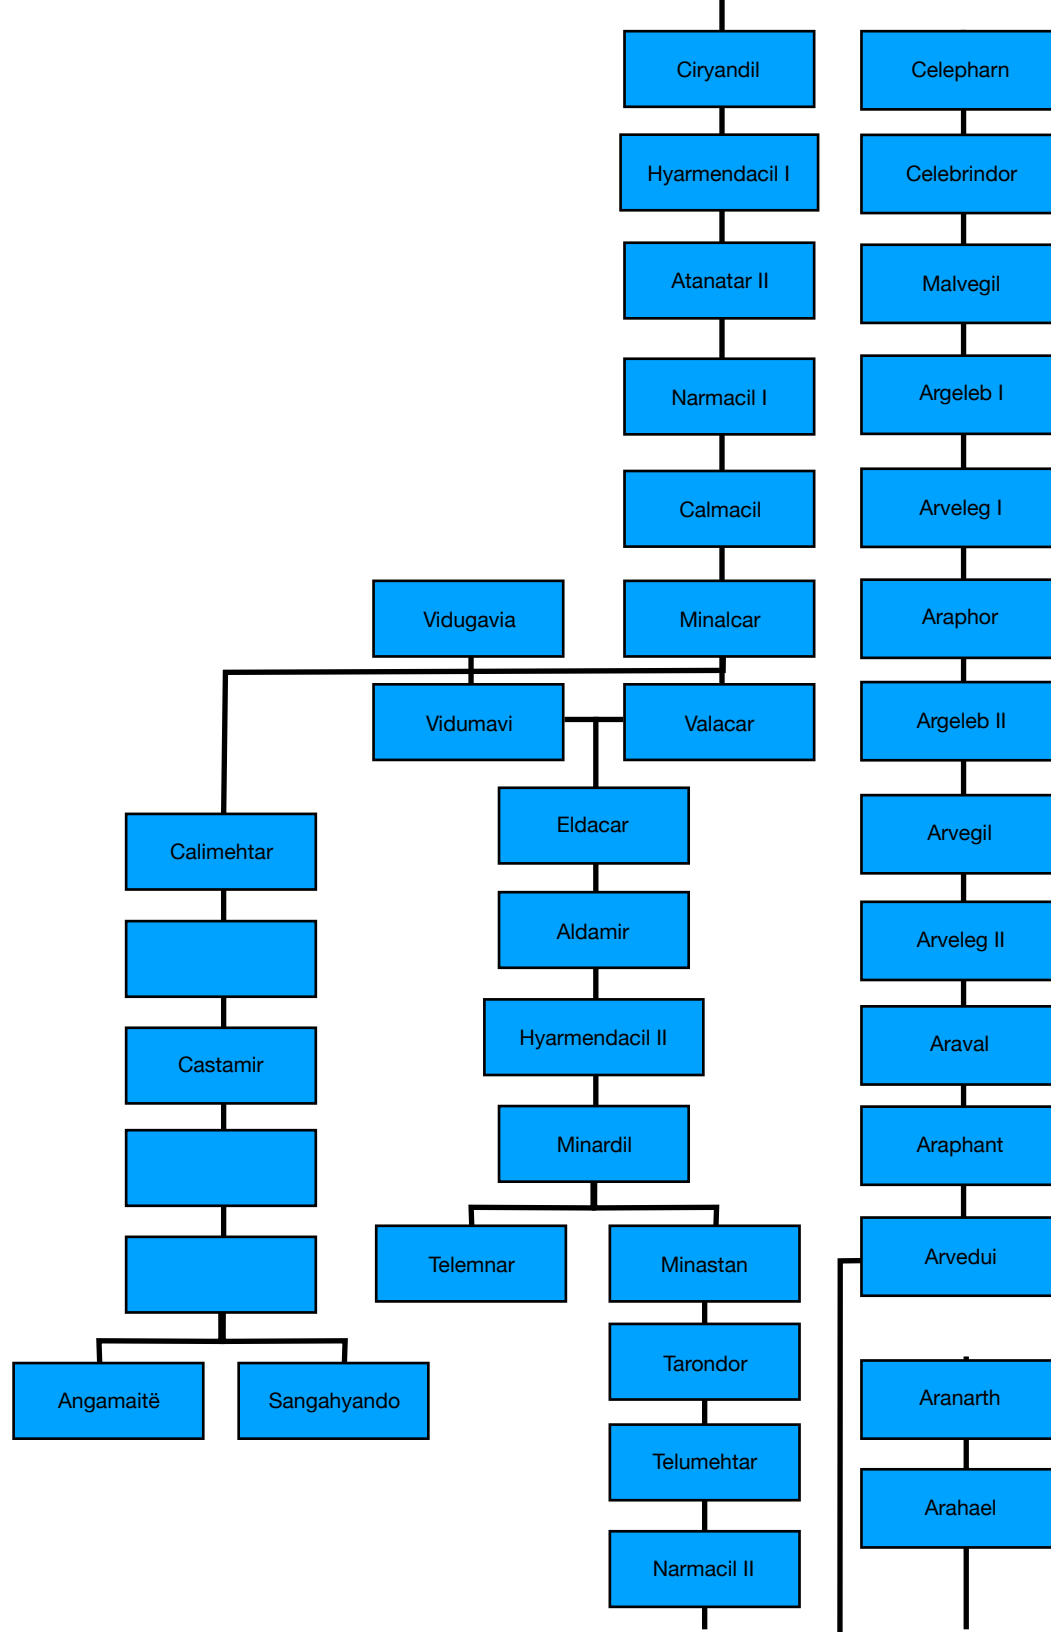 Ciryandil
Celepharn
Hyarmendacil I
Celebrindor
Atanatar II
Malvegil
Narmacil I
Argeleb I
Calmacil
Arveleg I
Vidugavia
Minalcar
Araphor
Vidumavi
Valacar
Argeleb II
Eldacar
Arvegil
Calimehtar
Aldamir
Arveleg II
Hyarmendacil II
Araval
Castamir
Minardil
Araphant
Telemnar
Minastan
Arvedui
Tarondor
Angamaitë
Sangahyando
Aranarth
Telumehtar
Arahael
Narmacil II